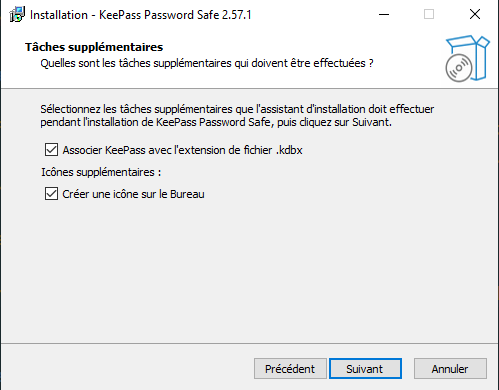 Installation - KeePass Password Safe 2.57.1
Tâches supplémentaires
Quelles sont les tâches supplémentaires qui doivent être effectuées ?
Sélectionnez les tâches supplémentaires que l'assistant d'installation doit effectuer
pendant l'installation de KeePass Password Safe, puis cliquez sur Suivant.
Associer KeePass avec l'extension de fichier .kdbx
Icônes supplémentaires :
Créer une icône sur le Bureau
Précédent Suivant Annuler